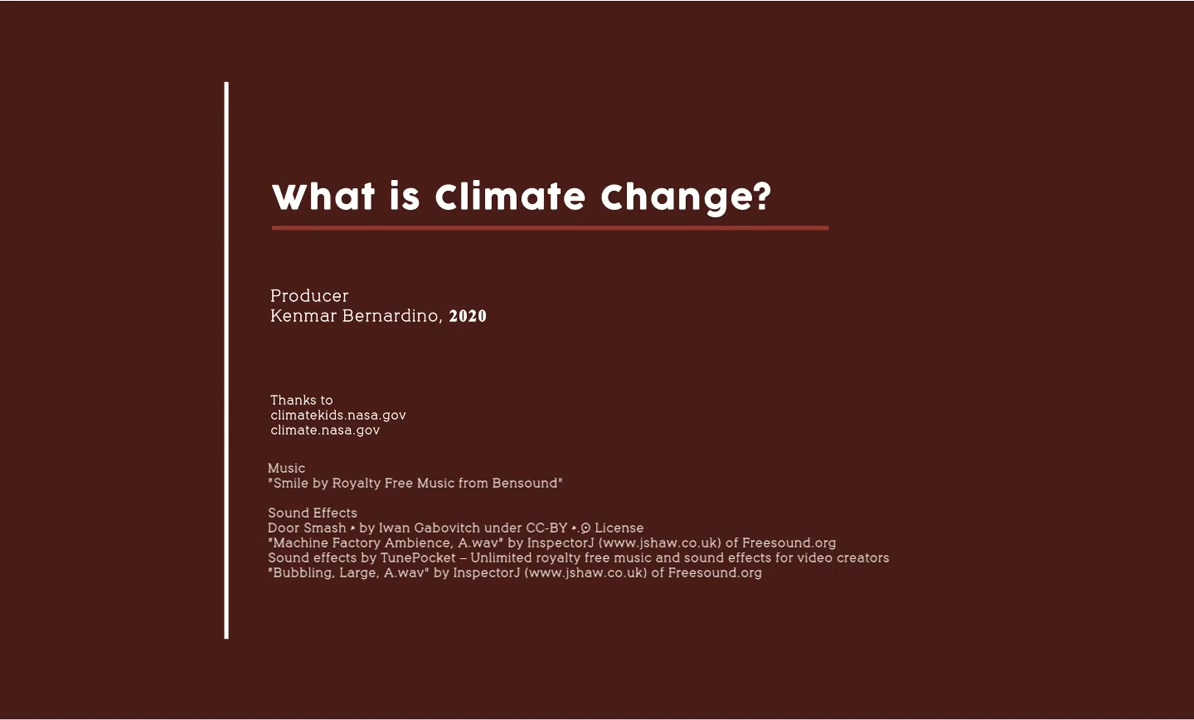 What is Climate Change?
Producer
Kenmar Bernardino, 2020
Thanks to
climatekids.nasa.gov
climate.nasa.gov
Music
"Smile by Royalty Free Music from Bensound"
Sound Effects
Door Smash • by Iwan Gabovitch under CC-BY •.⊙ License
"Machine Factory Ambience, A.wav" by InspectorJ (www.jshaw.co.uk) of Freesound.org
Sound effects by TunePocket – Unlimited royalty free music and sound effects for video creators
"Bubbling, Large, A.wav" by InspectorJ (www.jshaw.co.uk) of Freesound.org